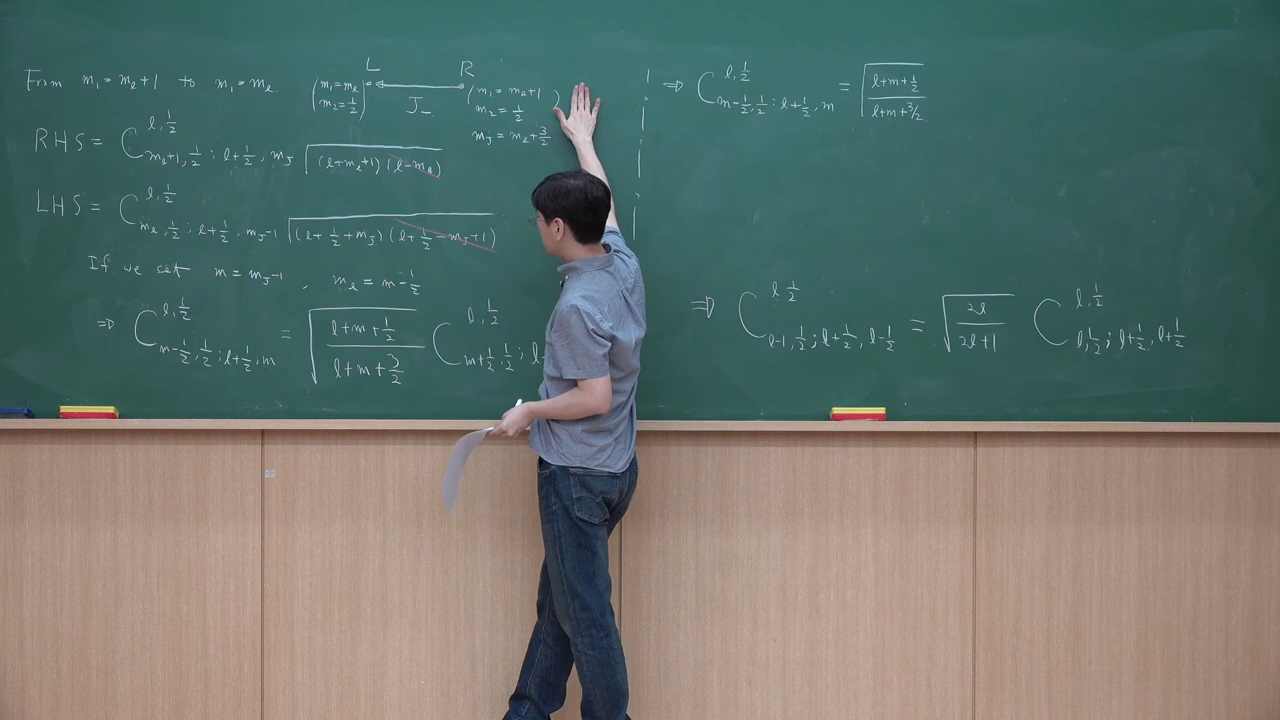 From m₁=m_ℓ+1 to m₁=m_ℓ. (m₁=m_ℓ m₂=1/2) L ←J₋— R (m₁=m_ℓ+1 m₂=1/2)
m_J=m_ℓ+3/2
RHS = C^{ℓ,1/2}_{m_ℓ+1,1/2;ℓ+1/2,m_J} √((ℓ+m_ℓ+1)(ℓ-m_ℓ))
LHS = C^{ℓ,1/2}_{m_ℓ,1/2;ℓ+1/2,m_J-1} √((ℓ+1/2+m_J)(ℓ+1/2-m_J+1))
If we set m=m_J-1, m_ℓ=m-1/2
⇒ C^{ℓ,1/2}_{m-1/2,1/2;ℓ+1/2,m} = √((ℓ+m+1/2)/(ℓ+m+3/2)) C^{ℓ,1/2}_{m+1/2,1/2;
⇒ C^{ℓ,1/2}_{m-1/2,1/2;ℓ+1/2,m} = √((ℓ+m+1/2)/(ℓ+m+3/2))
⇒ C^{ℓ,1/2}_{ℓ-1,1/2;ℓ+1/2,ℓ-1/2} = √(2ℓ/(2ℓ+1)) C^{ℓ,1/2}_{ℓ,1/2;ℓ+1/2,ℓ+1/2}